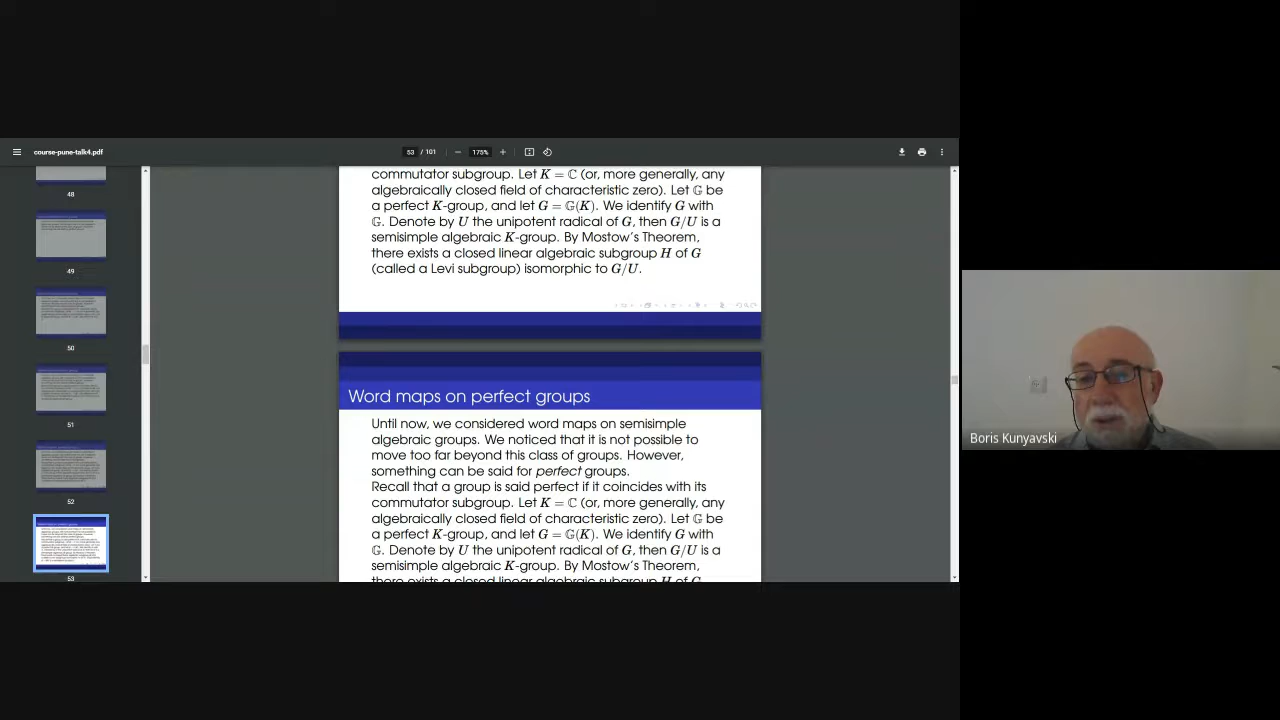 course-pune-talk4.pdf
53 / 101
175%
48
49
50
51
52
53
commutator subgroup. Let K = ℂ (or, more generally, any
algebraically closed field of characteristic zero). Let 𝔾 be
a perfect K-group, and let G = 𝔾(K). We identify G with
𝔾. Denote by U the unipotent radical of G, then G/U is a
semisimple algebraic K-group. By Mostow's Theorem,
there exists a closed linear algebraic subgroup H of G
(called a Levi subgroup) isomorphic to G/U.
Word maps on perfect groups
Until now, we considered word maps on semisimple
algebraic groups. We noticed that it is not possible to
move too far beyond this class of groups. However,
something can be said for perfect groups.
Recall that a group is said perfect if it coincides with its
commutator subgroup. Let K = ℂ (or, more generally, any
algebraically closed field of characteristic zero). Let 𝔾 be
a perfect K-group, and let G = 𝔾(K). We identify G with
𝔾. Denote by U the unipotent radical of G, then G/U is a
semisimple algebraic K-group. By Mostow's Theorem,
there exists a closed linear algebraic subgroup H of G
Boris Kunyavski